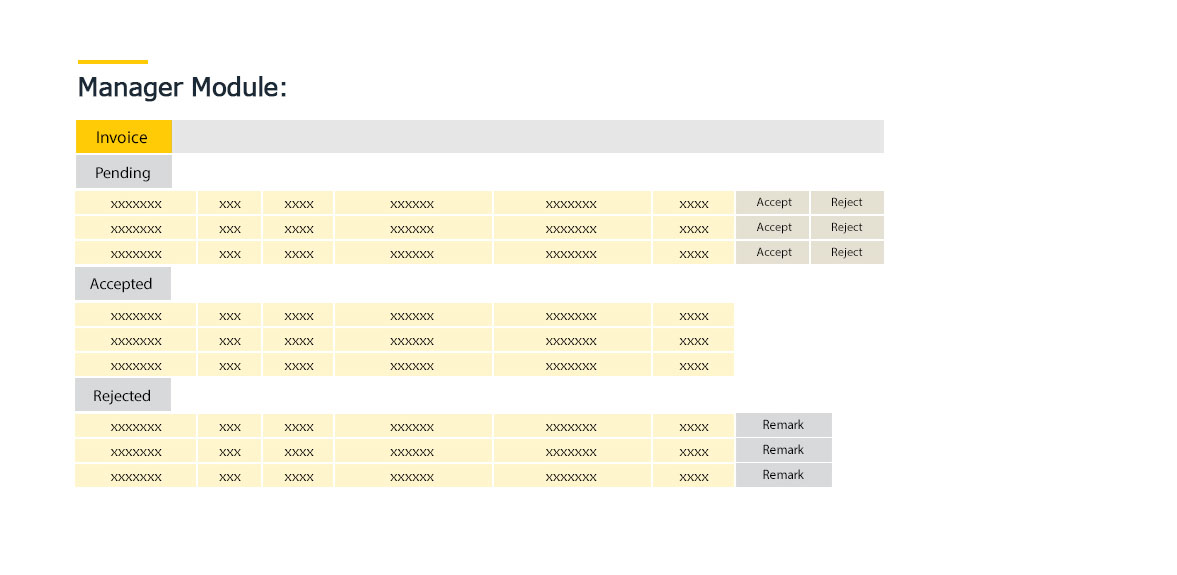 Manager Module:
Invoice
Pending
xxxxxxx xxx xxxx xxxxxx xxxxxxx xxxx Accept Reject
xxxxxxx xxx xxxx xxxxxx xxxxxxx xxxx Accept Reject
xxxxxxx xxx xxxx xxxxxx xxxxxxx xxxx Accept Reject
Accepted
xxxxxxx xxx xxxx xxxxxx xxxxxxx xxxx
xxxxxxx xxx xxxx xxxxxx xxxxxxx xxxx
xxxxxxx xxx xxxx xxxxxx xxxxxxx xxxx
Rejected
xxxxxxx xxx xxxx xxxxxx xxxxxxx xxxx Remark
xxxxxxx xxx xxxx xxxxxx xxxxxxx xxxx Remark
xxxxxxx xxx xxxx xxxxxx xxxxxxx xxxx Remark